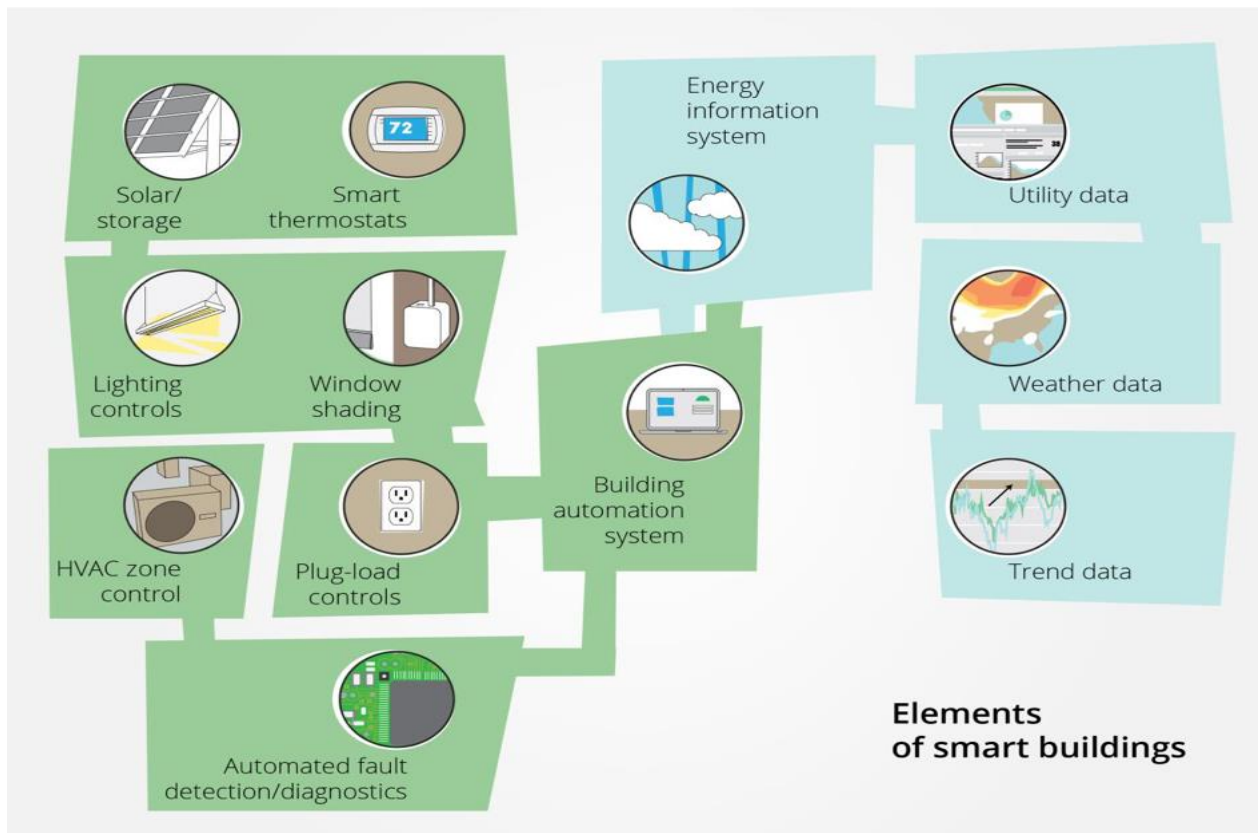 72
Solar/
storage
Smart
thermostats
Energy
information
system
38
Utility data
Lighting
controls
Window
shading
Weather data
Building
automation
system
HVAC zone
control
Plug-load
controls
Trend data
Automated fault
detection/diagnostics
Elements
of smart buildings